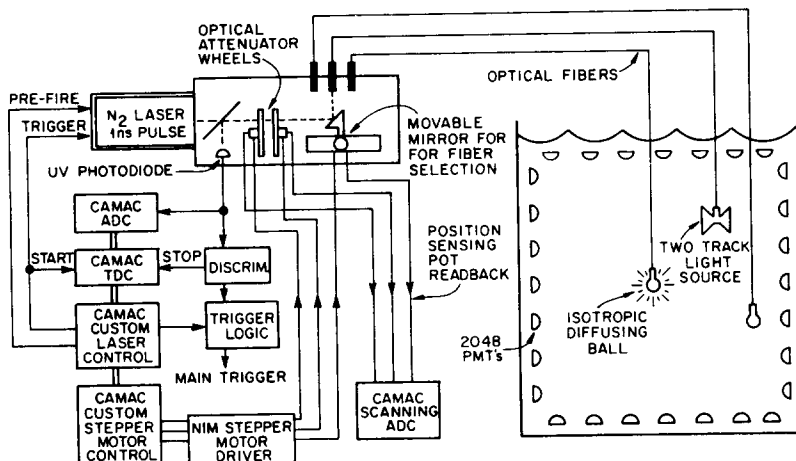 OPTICAL
ATTENUATOR
WHEELS
PRE-FIRE
TRIGGER
N2 LASER
1ns PULSE
UV PHOTODIODE
OPTICAL FIBERS
MOVABLE
MIRROR FOR
FOR FIBER
SELECTION
CAMAC
ADC
START
CAMAC
TDC
STOP
DISCRIM.
CAMAC
CUSTOM
LASER
CONTROL
TRIGGER
LOGIC
MAIN TRIGGER
CAMAC
CUSTOM
STEPPER
MOTOR
CONTROL
NIM STEPPER
MOTOR
DRIVER
POSITION
SENSING
POT
READBACK
CAMAC
SCANNING
ADC
TWO TRACK
LIGHT
SOURCE
ISOTROPIC
DIFFUSING
BALL
2048
PMT's